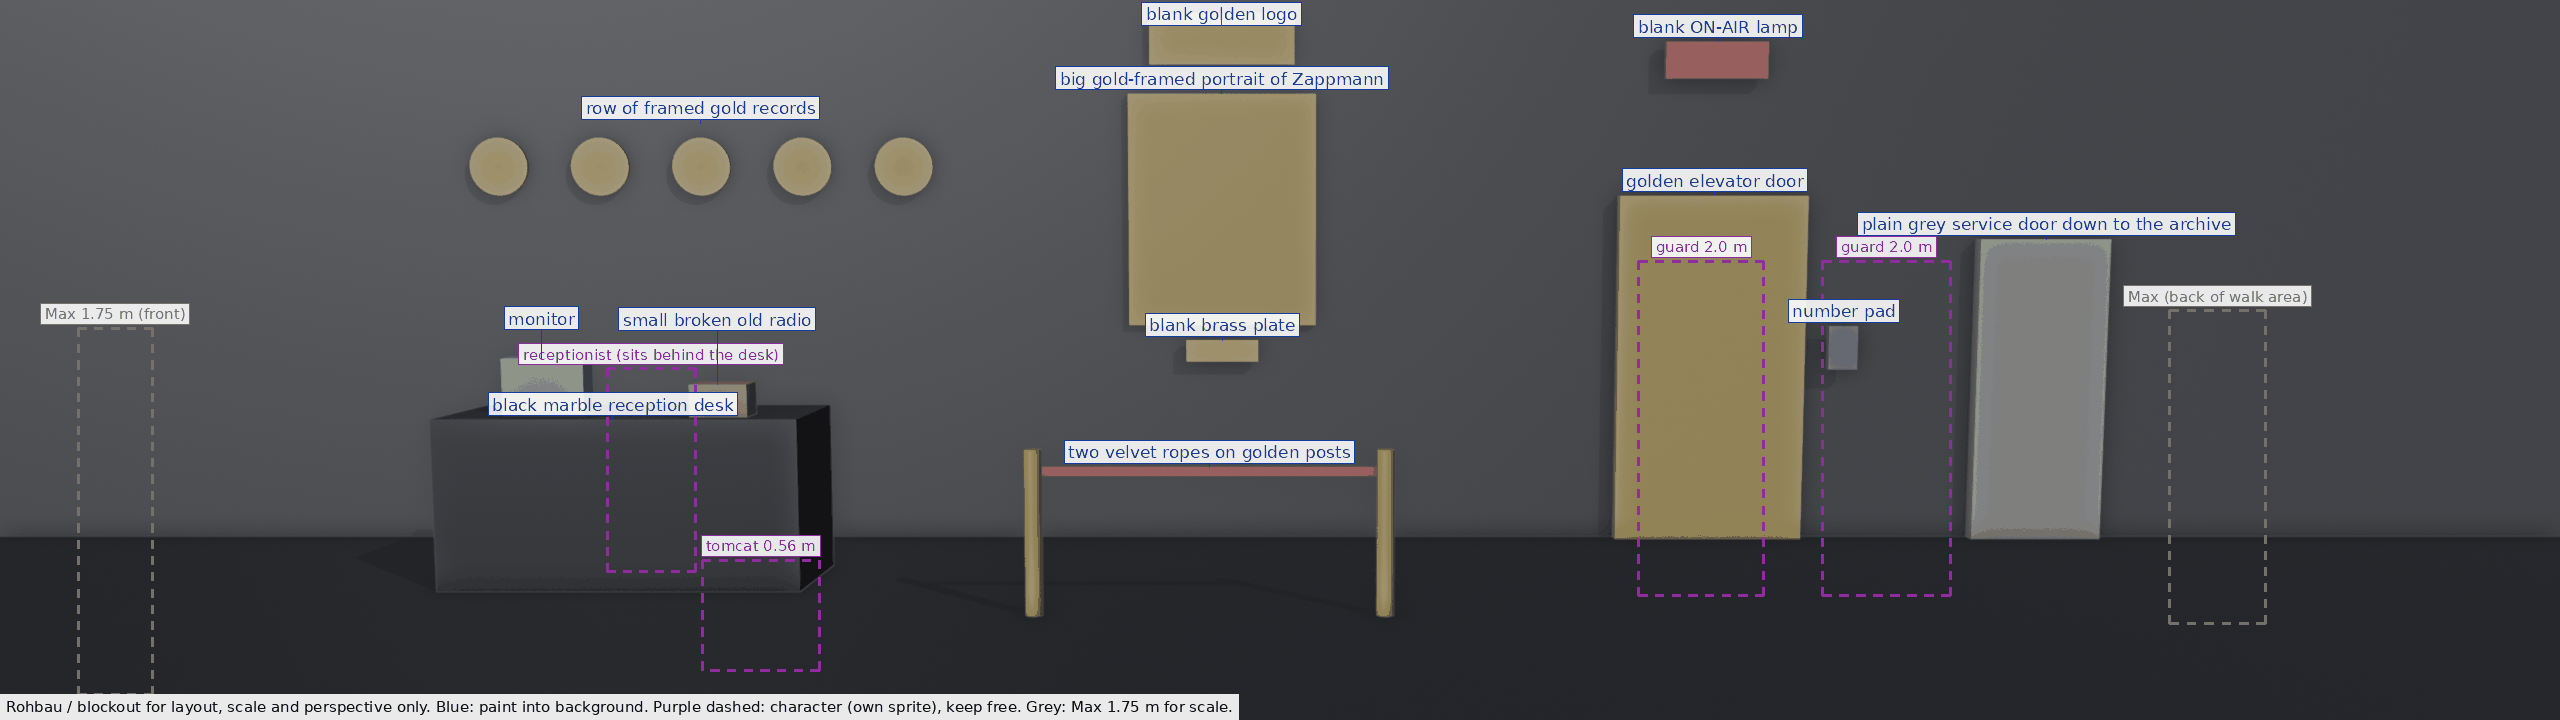 blank golden logo
blank ON-AIR lamp
big gold-framed portrait of Zappmann
row of framed gold records
golden elevator door
plain grey service door down to the archive
guard 2.0 m
guard 2.0 m
Max (back of walk area)
Max 1.75 m (front)
monitor
small broken old radio
number pad
blank brass plate
receptionist (sits behind the desk)
black marble reception desk
two velvet ropes on golden posts
tomcat 0.56 m
Rohbau / blockout for layout, scale and perspective only. Blue: paint into background. Purple dashed: character (own sprite), keep free. Grey: Max 1.75 m for scale.